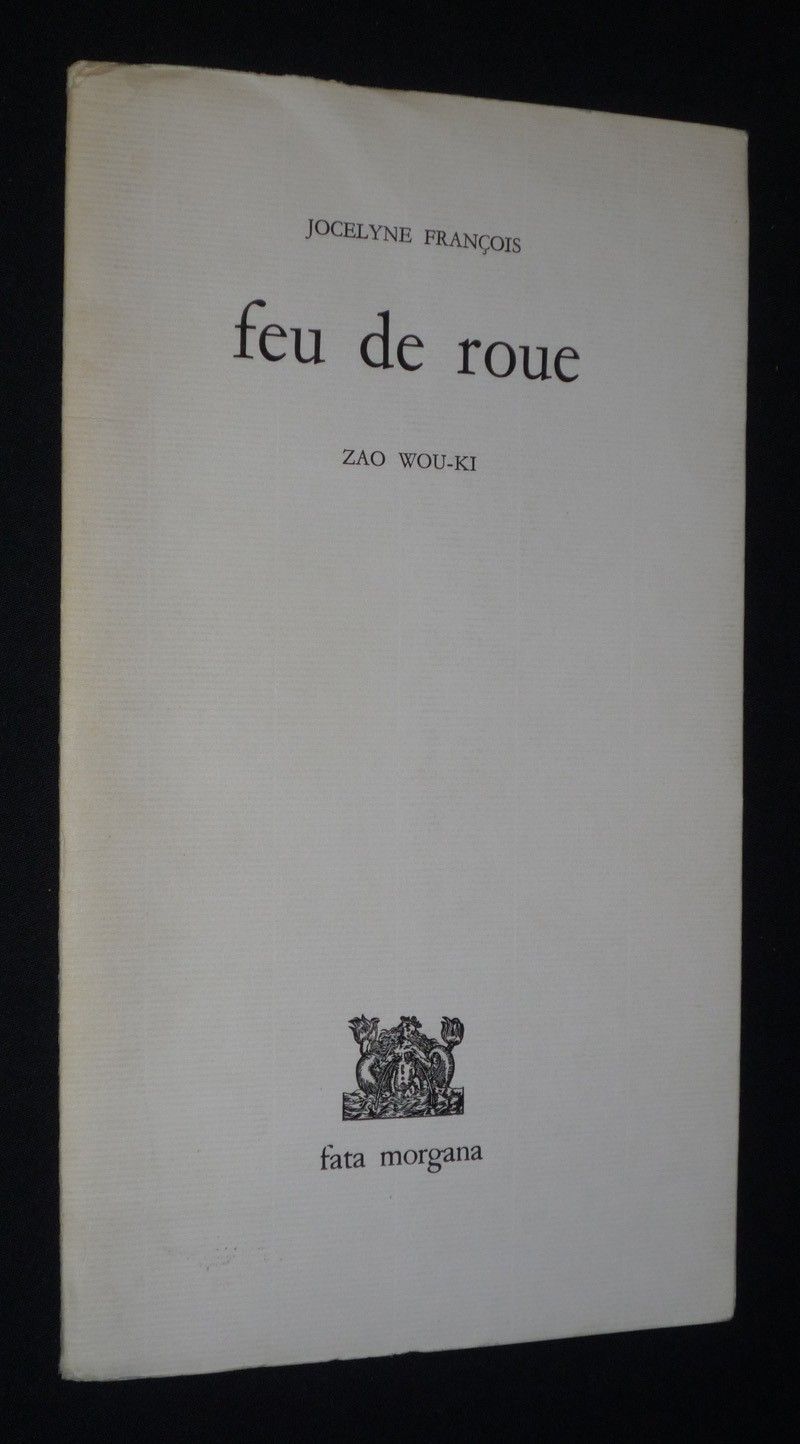 JOCELYNE FRANÇOIS
feu de roue
ZAO WOU-KI
fata morgana